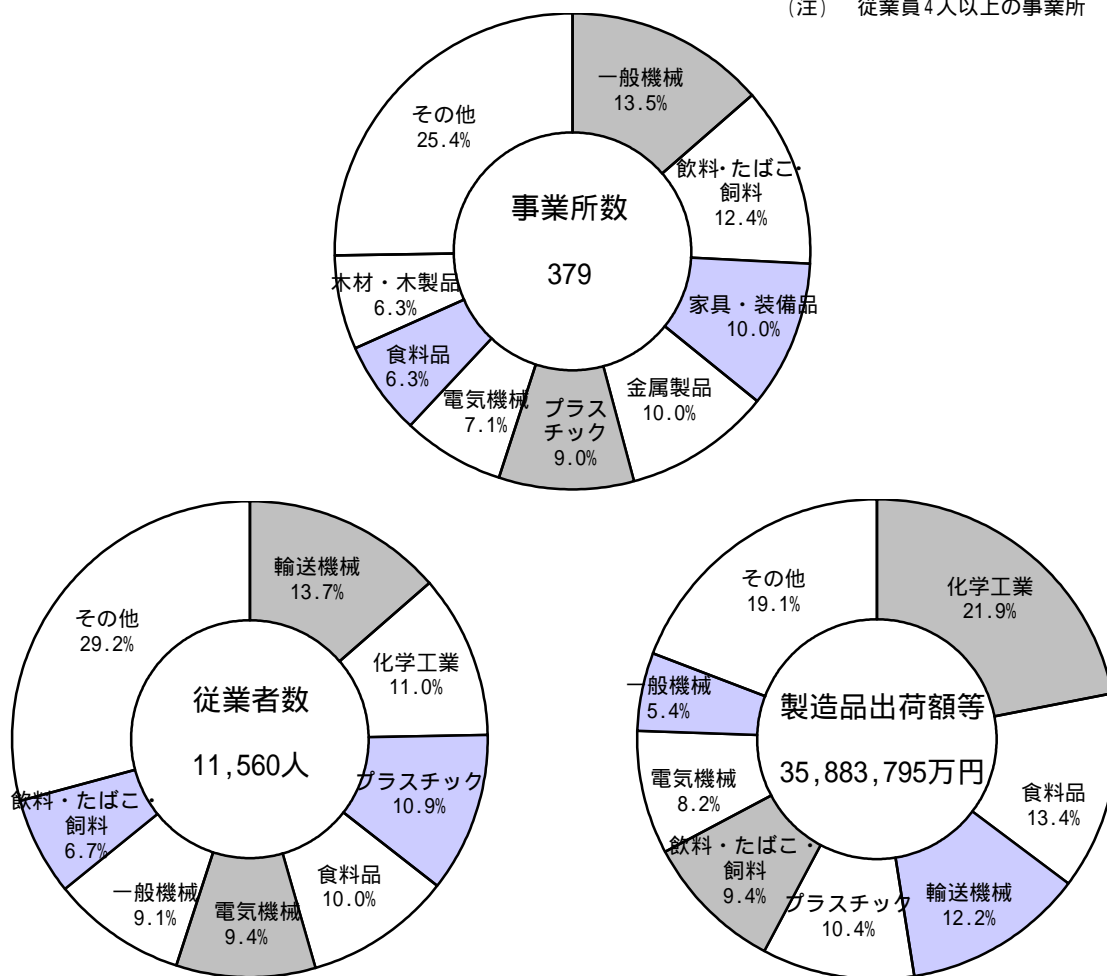 (注) 従業員4人以上の事業所
一般機械
13.5%
飲料・たばこ・
飼料
12.4%
家具・装備品
10.0%
金属製品
10.0%
プラス
チック
9.0%
電気機械
7.1%
食料品
6.3%
木材・木製品
6.3%
その他
25.4%
事業所数
379
輸送機械
13.7%
化学工業
11.0%
プラスチック
10.9%
食料品
10.0%
電気機械
9.4%
一般機械
9.1%
飲料・たばこ・
飼料
6.7%
その他
29.2%
従業者数
11,560人
化学工業
21.9%
食料品
13.4%
輸送機械
12.2%
プラスチック
10.4%
飲料・たばこ・
飼料
9.4%
電気機械
8.2%
一般機械
5.4%
その他
19.1%
製造品出荷額等
35,883,795万円